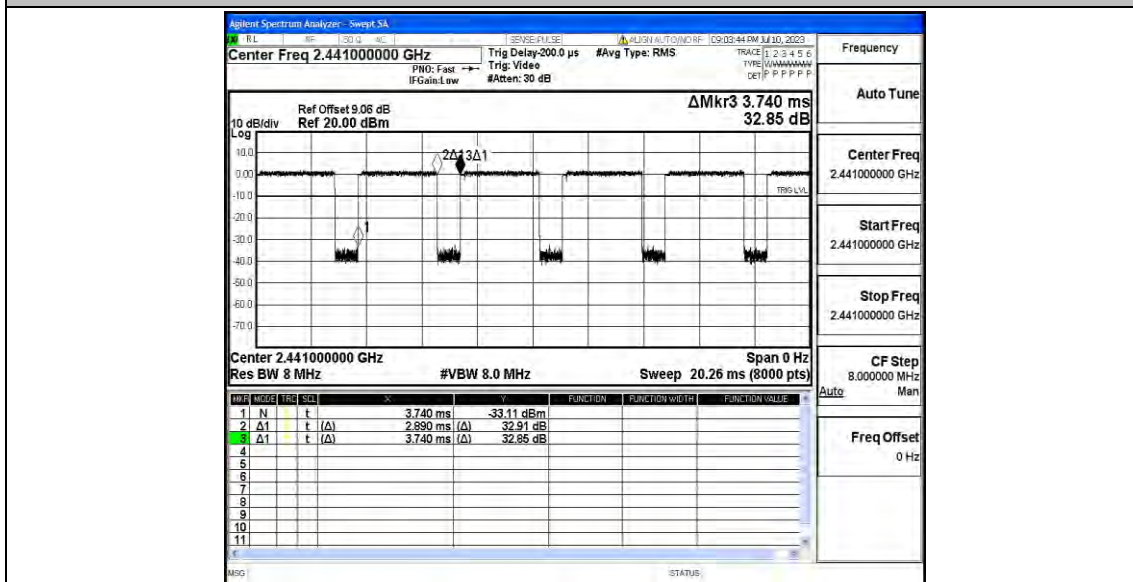 Agilent Spectrum Analyzer - Swept SA
RL RF 50 Ω AC SENSE:PULSE ALIGN AUTO/NO RF 09:03:44 PM Jul 10, 2023
Center Freq 2.441000000 GHz
PNO: Fast
IFGain:Low
Trig Delay-200.0 µs
Trig: Video
#Atten: 30 dB
#Avg Type: RMS
TRACE 1 2 3 4 5 6
TYPE
DET P P P P P P
Ref Offset 9.06 dB
10 dB/div Ref 20.00 dBm
Log
ΔMkr3 3.740 ms
32.85 dB
10.0
0.00
-10.0
-20.0
-30.0
-40.0
-50.0
-60.0
-70.0
2Δ13Δ1
1
TRIG LVL
Center 2.441000000 GHz Span 0 Hz
Res BW 8 MHz #VBW 8.0 MHz Sweep 20.26 ms (8000 pts)
MKR MODE TRC SCL X Y FUNCTION FUNCTION WIDTH FUNCTION VALUE
1 N t 3.740 ms -33.11 dBm
2 Δ1 t (Δ) 2.890 ms (Δ) 32.91 dB
3 Δ1 t (Δ) 3.740 ms (Δ) 32.85 dB
4
5
6
7
8
9
10
11
MSG STATUS
Frequency
Auto Tune
Center Freq
2.441000000 GHz
Start Freq
2.441000000 GHz
Stop Freq
2.441000000 GHz
CF Step
8.000000 MHz
Auto Man
Freq Offset
0 Hz